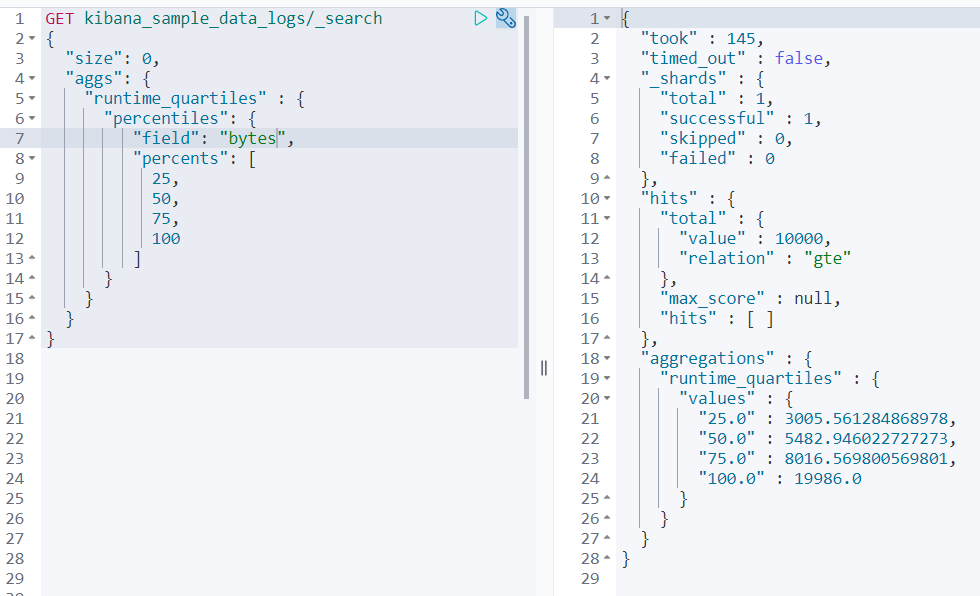 1 GET kibana_sample_data_logs/_search
2 {
3 "size": 0,
4 "aggs": {
5 "runtime_quartiles" : {
6 "percentiles": {
7 "field": "bytes",
8 "percents": [
9 25,
10 50,
11 75,
12 100
13 ]
14 }
15 }
16 }
17 }
18
19
20
21
22
23
24
25
26
27
28
29
1 {
2 "took" : 145,
3 "timed_out" : false,
4 "_shards" : {
5 "total" : 1,
6 "successful" : 1,
7 "skipped" : 0,
8 "failed" : 0
9 },
10 "hits" : {
11 "total" : {
12 "value" : 10000,
13 "relation" : "gte"
14 },
15 "max_score" : null,
16 "hits" : [ ]
17 },
18 "aggregations" : {
19 "runtime_quartiles" : {
20 "values" : {
21 "25.0" : 3005.561284868978,
22 "50.0" : 5482.946022727273,
23 "75.0" : 8016.569800569801,
24 "100.0" : 19986.0
25 }
26 }
27 }
28 }
29